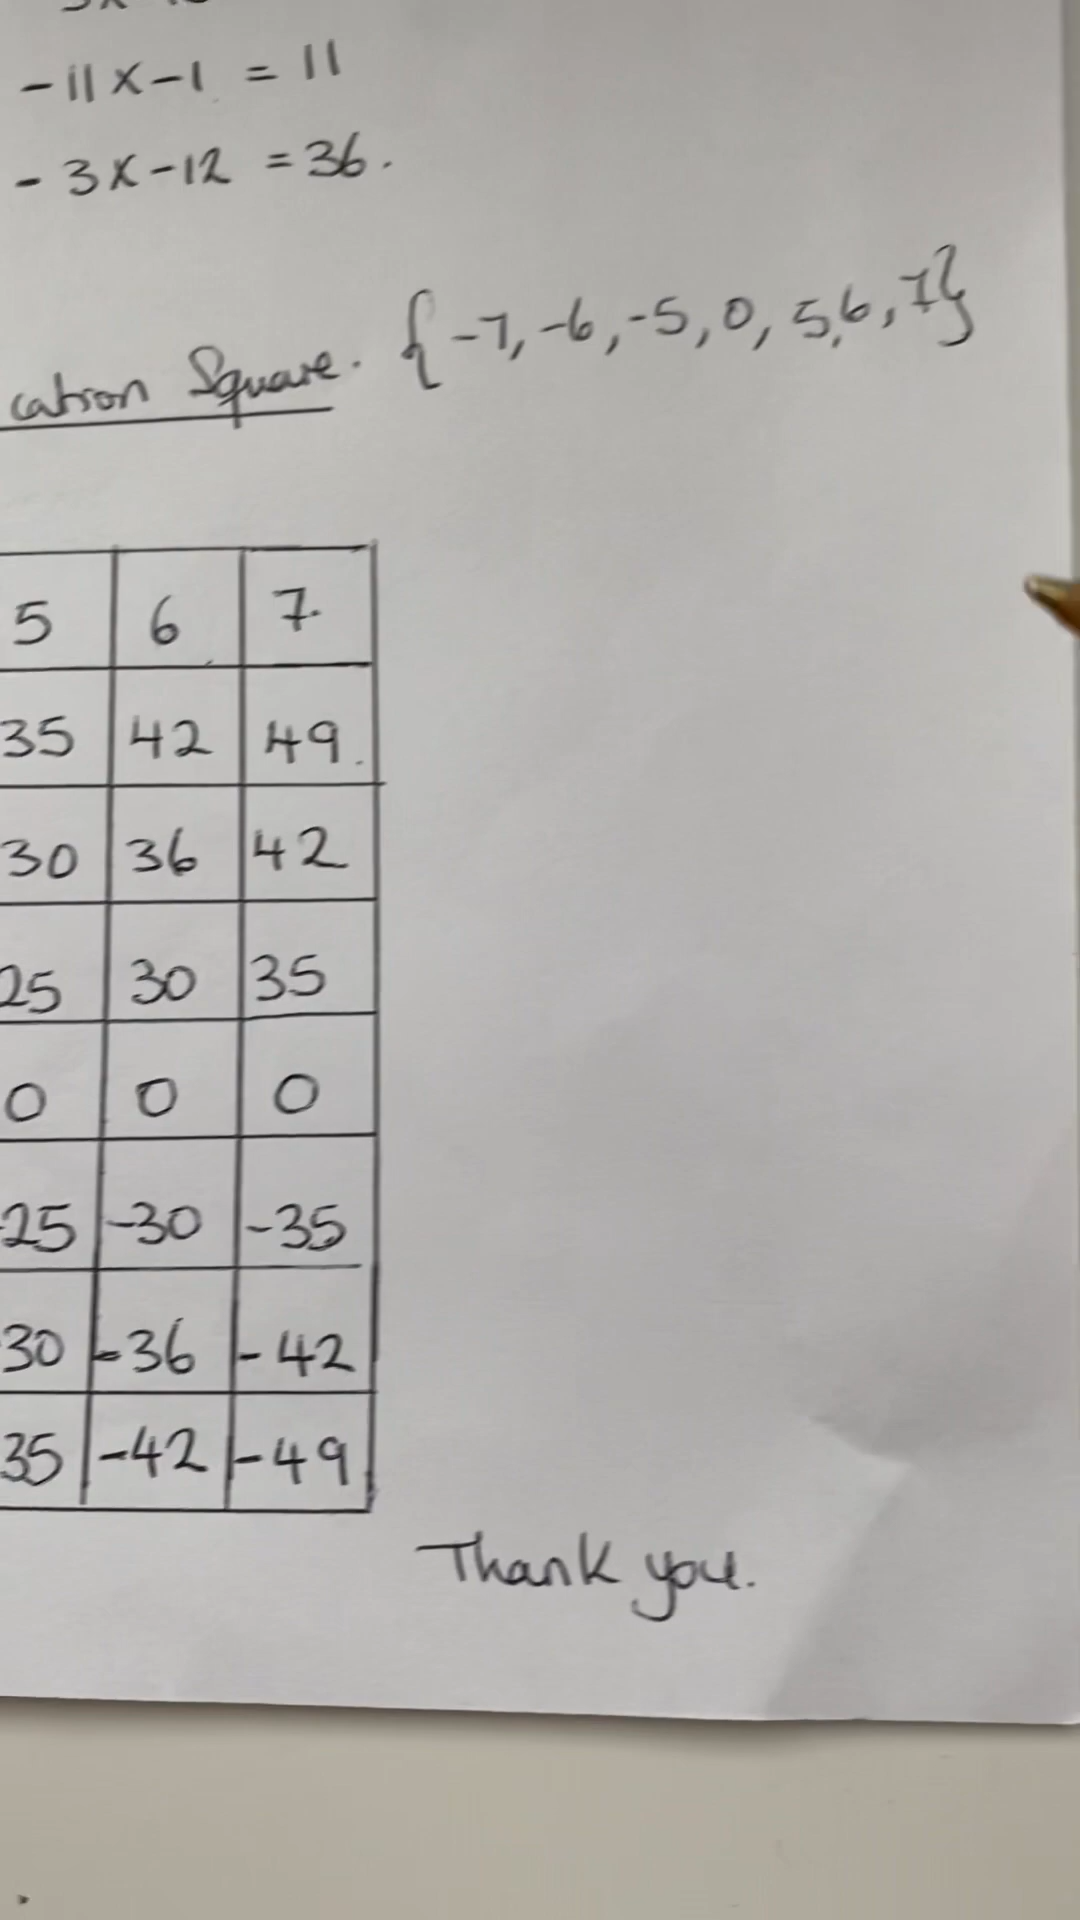 -11 x -1 = 11
- 3 x -12 = 36.
cation Square. {-7, -6, -5, 0, 5, 6, 7}
5 6 7.
35 42 49.
30 36 42
25 30 35
0 0 0
-25 -30 -35
30 -36 -42
35 -42 -49
Thank you.